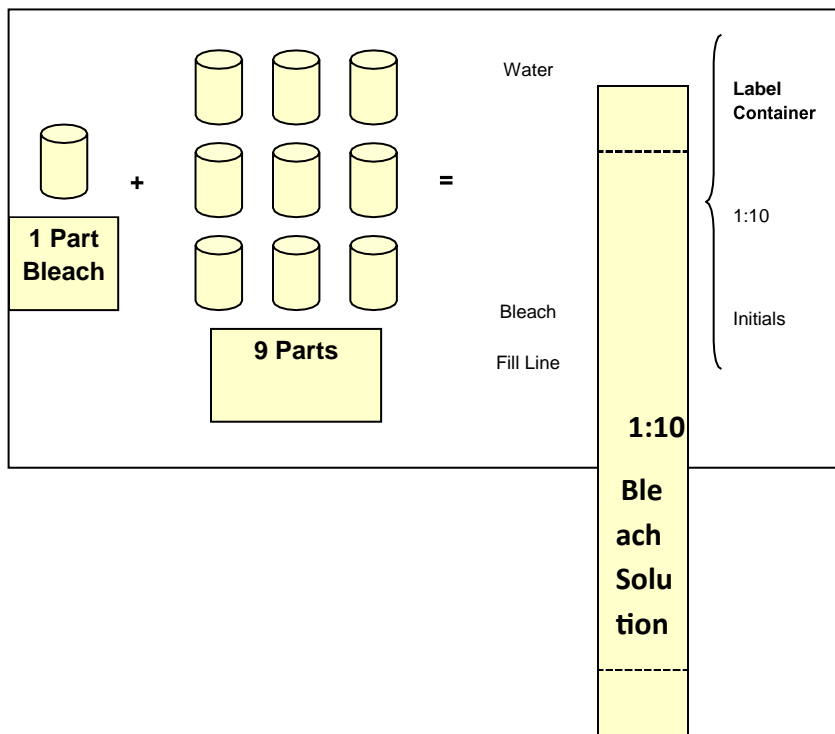 Water
Label
Container
+
=
1:10
1 Part
Bleach
Bleach
Initials
9 Parts
Fill Line
1:10
Ble
ach
Solu
tion